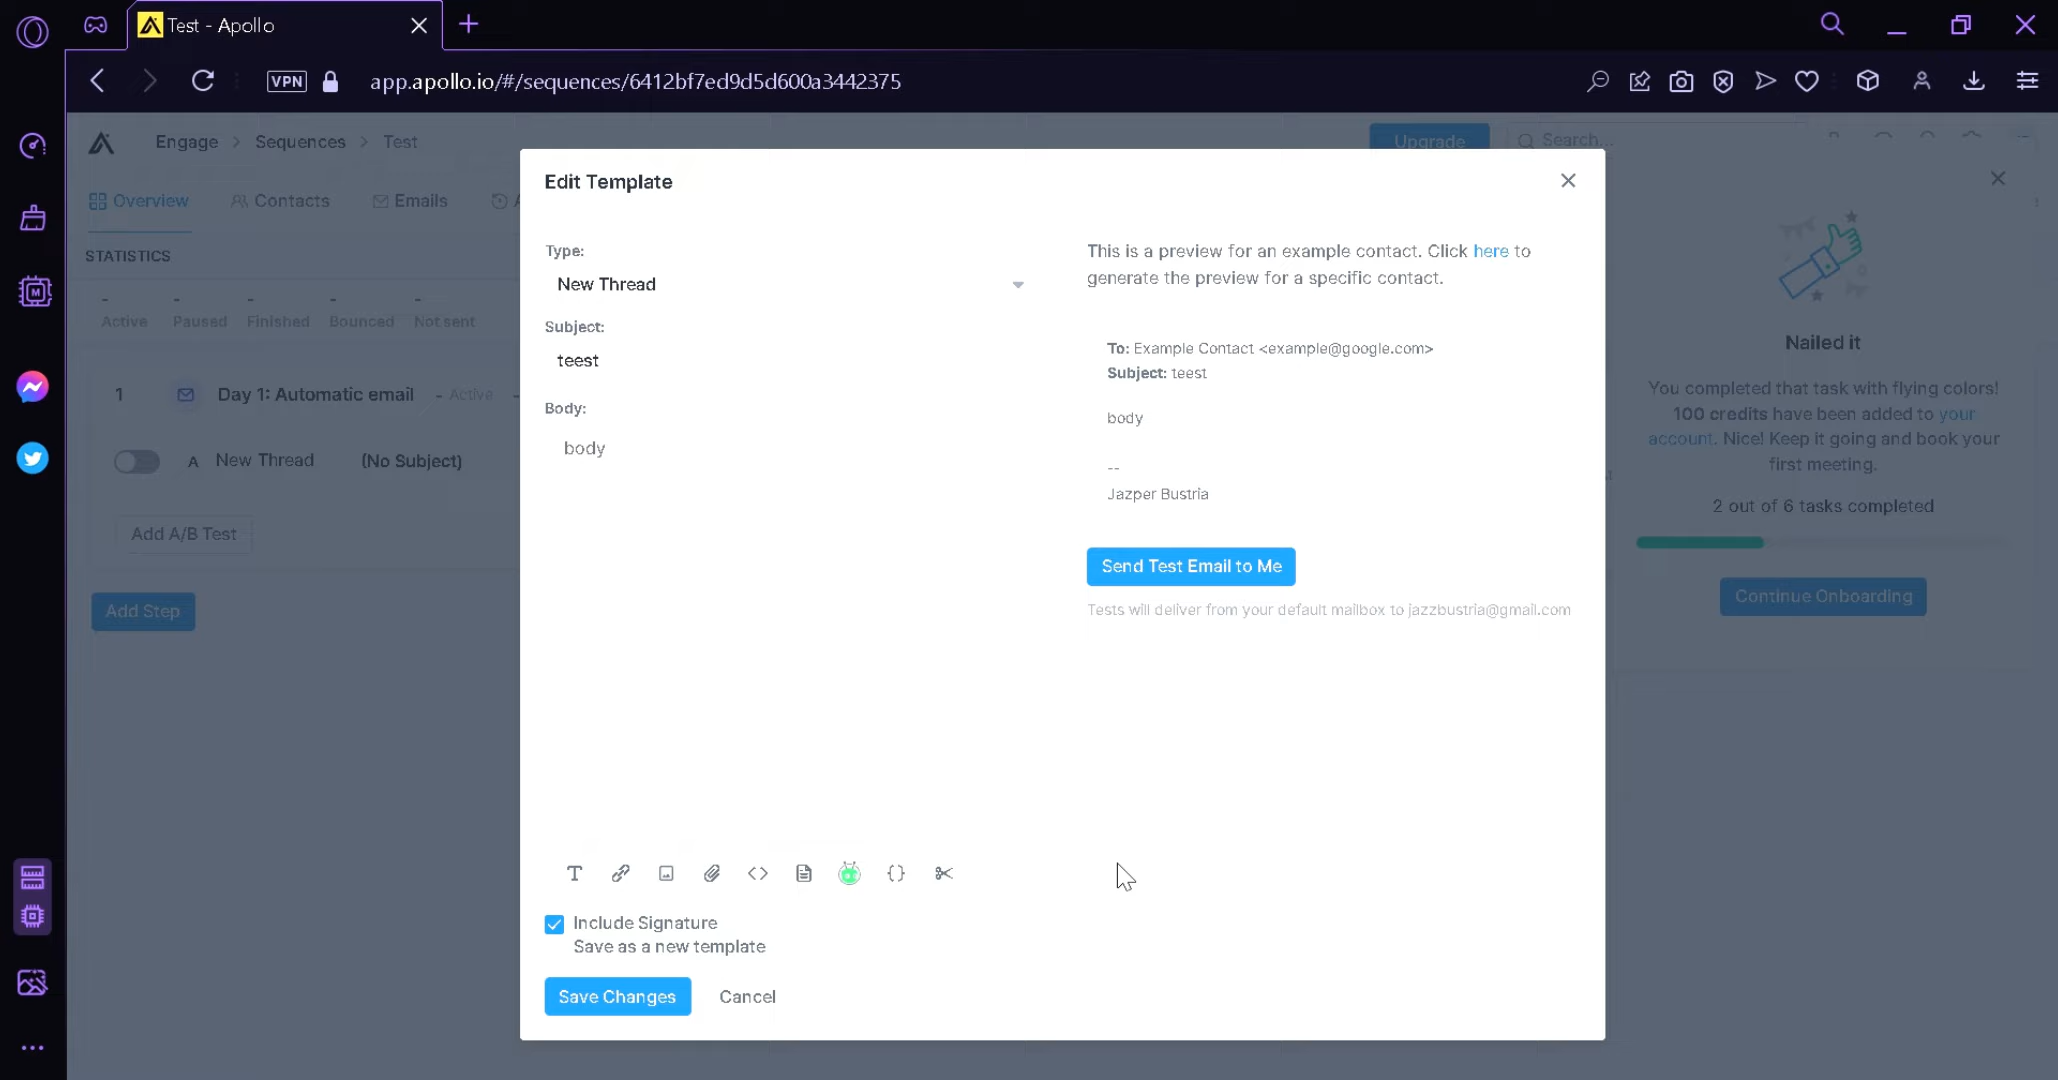 Test - Apollo
VPN
app.apollo.io/#/sequences/6412bf7ed9d5d600a3442375
Engage > Sequences > Test
Upgrade
Search...
Overview
Contacts
Emails
A
STATISTICS
- - - - -
Active Paused Finished Bounced Not sent
1 Day 1: Automatic email - Active -
A New Thread (No Subject)
Add A/B Test
Add Step
Edit Template
Type:
New Thread
Subject:
teest
Body:
body
Include Signature
Save as a new template
Save Changes
Cancel
This is a preview for an example contact. Click here to
generate the preview for a specific contact.
To: Example Contact <example@google.com>
Subject: teest
body
--
Jazper Bustria
Send Test Email to Me
Tests will deliver from your default mailbox to jazzbustria@gmail.com
Nailed it
You completed that task with flying colors!
100 credits have been added to your
account. Nice! Keep it going and book your
first meeting.
2 out of 6 tasks completed
Continue Onboarding